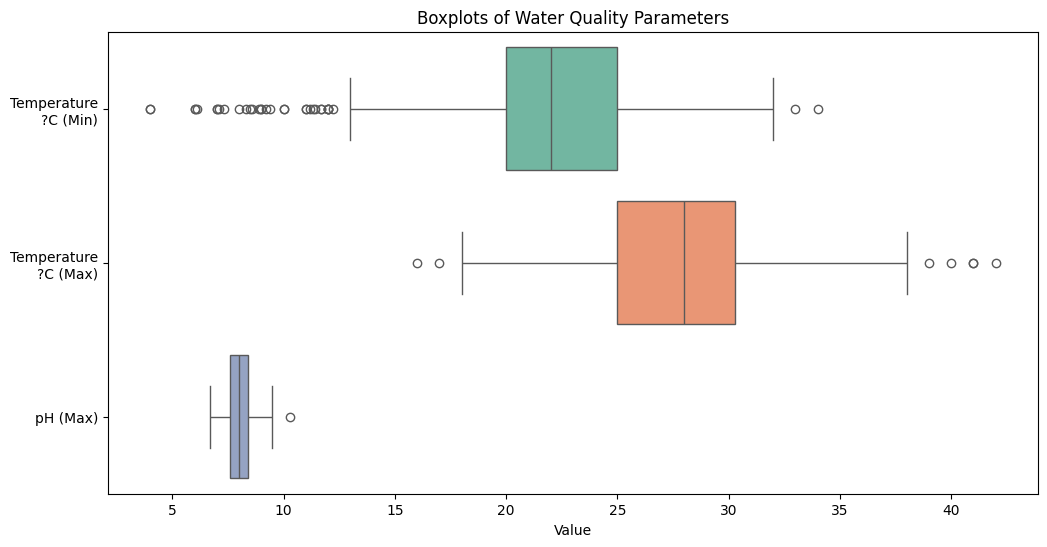 Boxplots of Water Quality Parameters
Temperature
?C (Min)
Temperature
?C (Max)
pH (Max)
5 10 15 20 25 30 35 40
Value